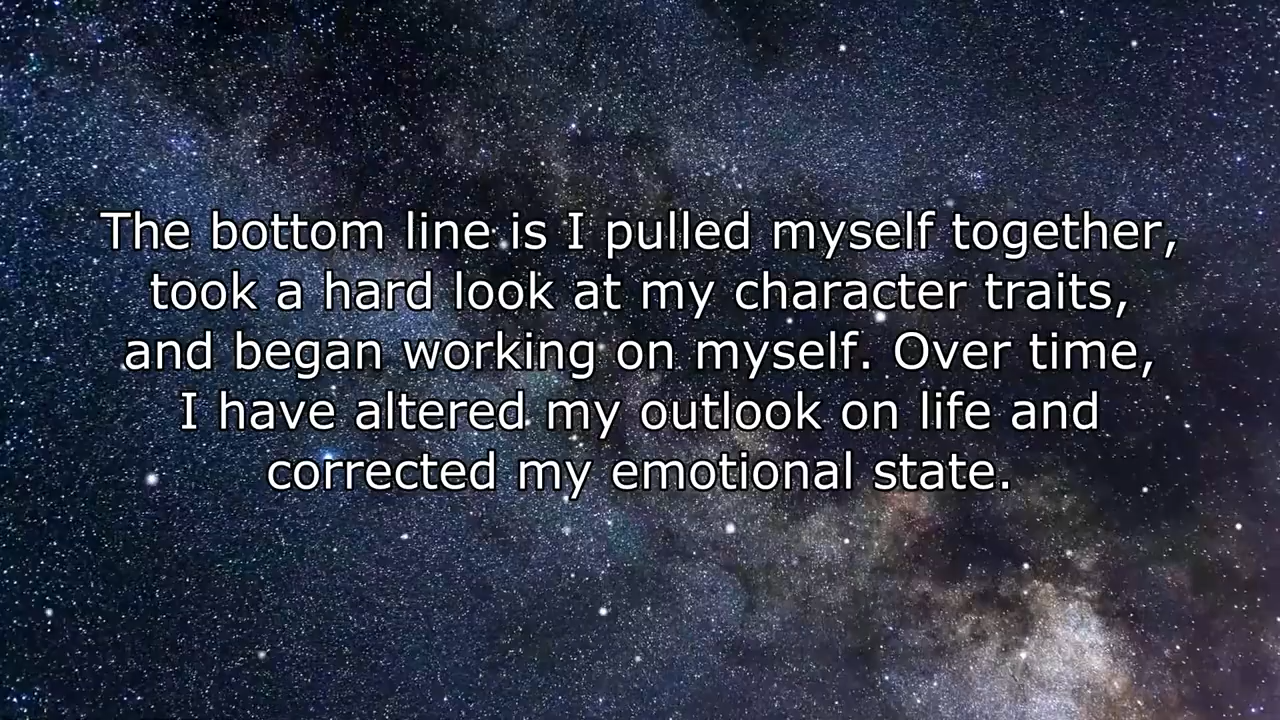 The bottom line is I pulled myself together,
took a hard look at my character traits,
and began working on myself. Over time,
I have altered my outlook on life and
corrected my emotional state.